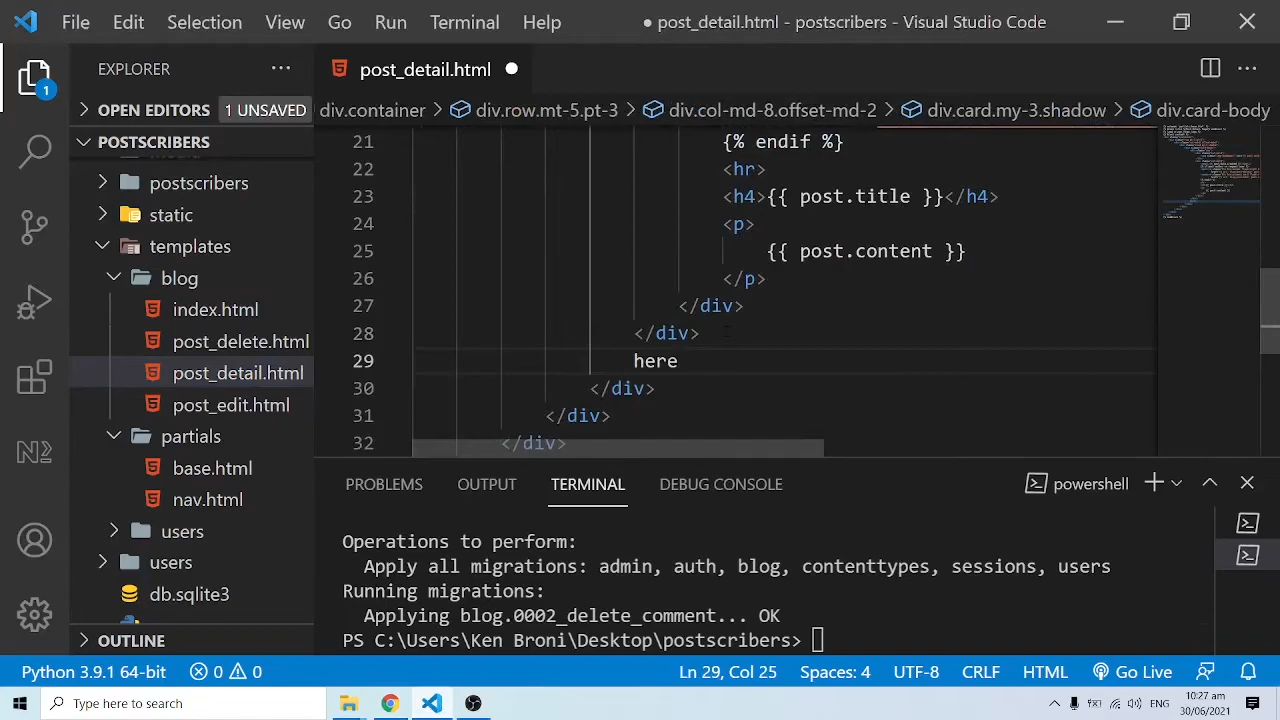 File Edit Selection View Go Run Terminal Help
● post_detail.html - postscribers - Visual Studio Code
EXPLORER
1
OPEN EDITORS 1 UNSAVED
POSTSCRIBERS
postscribers
static
templates
blog
index.html
post_delete.html
post_detail.html
post_edit.html
partials
base.html
nav.html
users
users
db.sqlite3
OUTLINE
post_detail.html
div.container > div.row.mt-5.pt-3 > div.col-md-8.offset-md-2 > div.card.my-3.shadow > div.card-body
21 {% endif %}
22 <hr>
23 <h4>{{ post.title }}</h4>
24 <p>
25 {{ post.content }}
26 </p>
27 </div>
28 </div>
29 here
30 </div>
31 </div>
32 </div>
PROBLEMS OUTPUT TERMINAL DEBUG CONSOLE
powershell
Operations to perform:
Apply all migrations: admin, auth, blog, contenttypes, sessions, users
Running migrations:
Applying blog.0002_delete_comment... OK
PS C:\Users\Ken Broni\Desktop\postscribers>
Python 3.9.1 64-bit 0 0 Ln 29, Col 25 Spaces: 4 UTF-8 CRLF HTML Go Live
Type here to search
ENG
10:27 am
30/06/2021